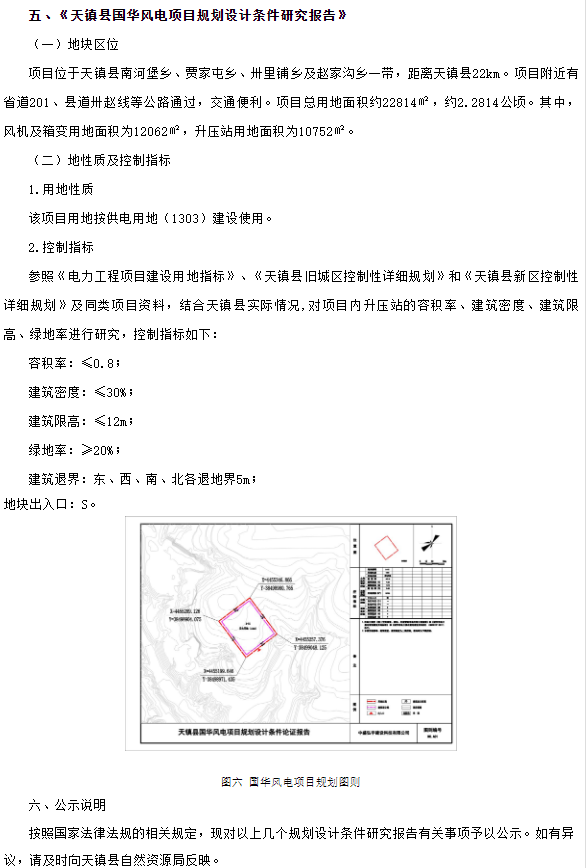 五、《天镇县国华风电项目规划设计条件研究报告》
（一）地块区位
项目位于天镇县南河堡乡、贾家屯乡、卅里铺乡及赵家沟乡一带，距离天镇县22km。项目附近有
省道201、县道卅赵线等公路通过，交通便利。项目总用地面积约22814㎡，约2.2814公顷。其中，
风机及箱变用地面积为12062㎡，升压站用地面积为10752㎡。
（二）地性质及控制指标
1.用地性质
该项目用地按供电用地（1303）建设使用。
2.控制指标
参照《电力工程项目建设用地指标》、《天镇县旧城区控制性详细规划》和《天镇县新区控制性
详细规划》及同类项目资料，结合天镇县实际情况,对项目内升压站的容积率、建筑密度、建筑限
高、绿地率进行研究，控制指标如下：
容积率：≤0.8；
建筑密度：≤30%；
建筑限高：≤12m；
绿地率：≥20%；
建筑退界：东、西、南、北各退地界5m；
地块出入口：S。
天镇县国华风电项目规划设计条件论证报告
图则编号
图六 国华风电项目规划图则
六、公示说明
按照国家法律法规的相关规定，现对以上几个规划设计条件研究报告有关事项予以公示。如有异
议，请及时向天镇县自然资源局反映。